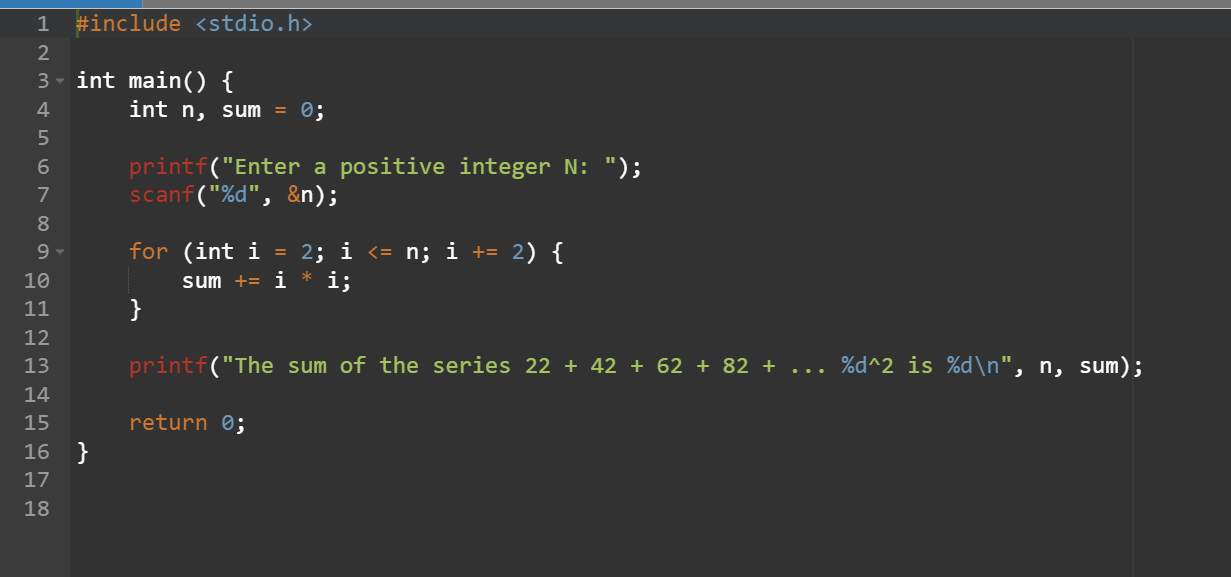 1 #include <stdio.h>
2
3 int main() {
4     int n, sum = 0;
5
6     printf("Enter a positive integer N: ");
7     scanf("%d", &n);
8
9     for (int i = 2; i <= n; i += 2) {
10         sum += i * i;
11     }
12
13     printf("The sum of the series 22 + 42 + 62 + 82 + ... %d^2 is %d\n", n, sum);
14
15     return 0;
16 }
17
18